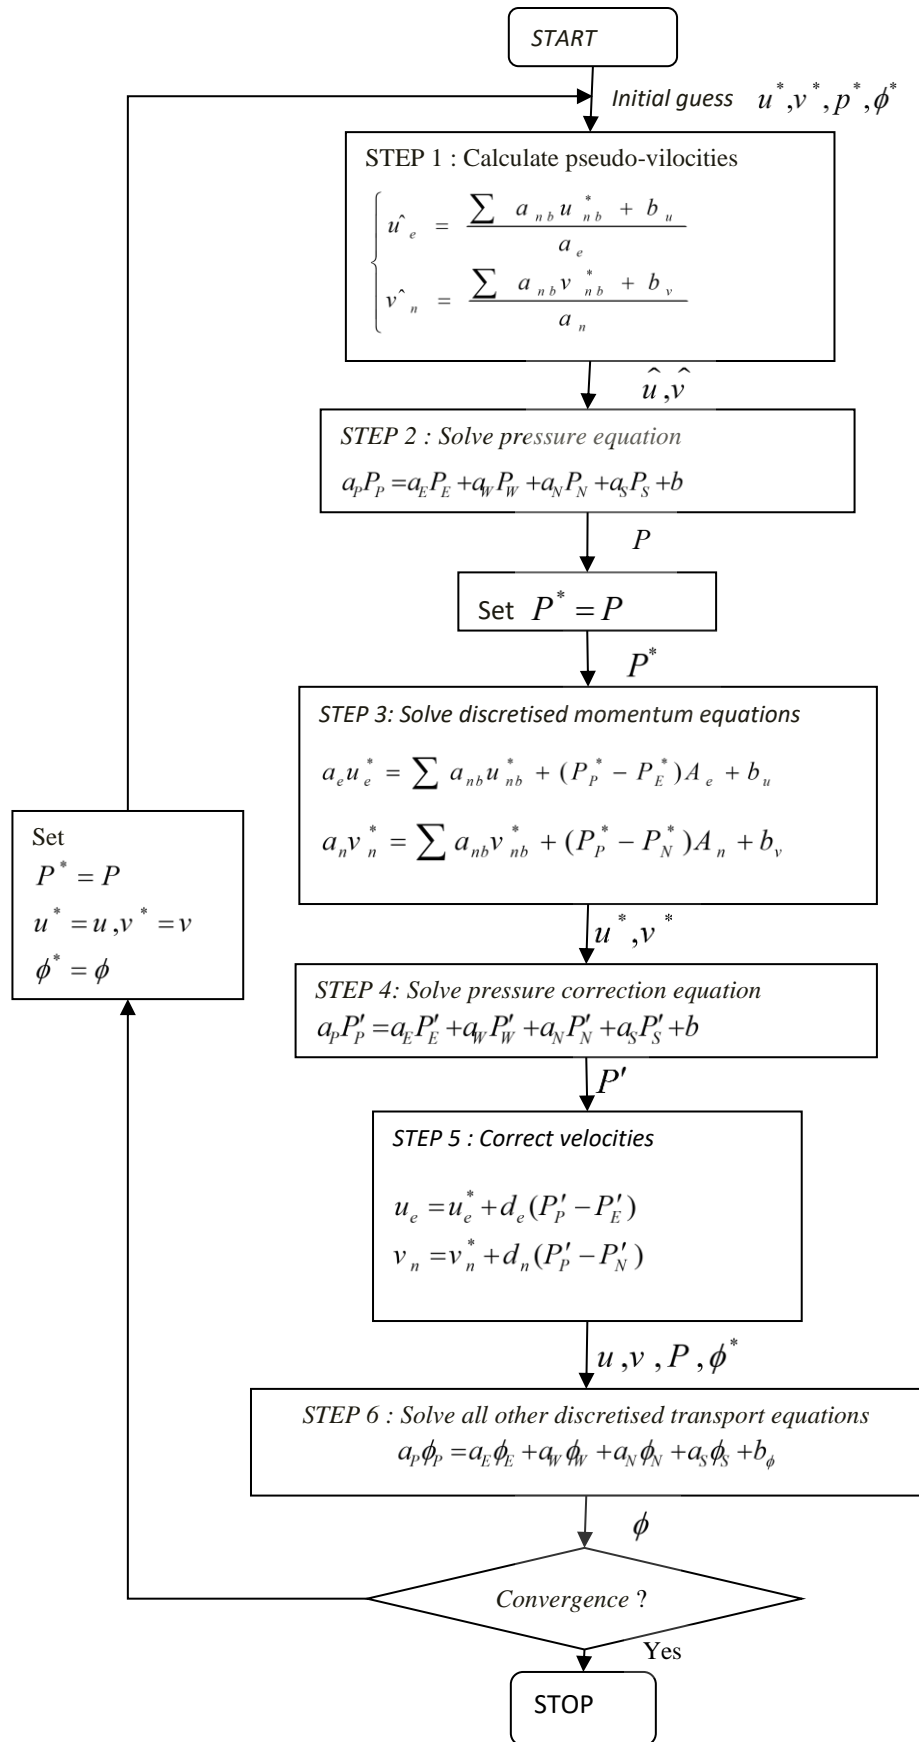 START
Initial guess u*, v*, p*, ϕ*
STEP 1 : Calculate pseudo-vilocities
û_e = (∑ a_nb u*_nb + b_u) / a_e
v̂_n = (∑ a_nb v*_nb + b_v) / a_n
û, v̂
STEP 2 : Solve pressure equation
a_P P_P = a_E P_E + a_W P_W + a_N P_N + a_S P_S + b
P
Set P* = P
P*
STEP 3: Solve discretised momentum equations
a_e u*_e = ∑ a_nb u*_nb + (P*_P − P*_E) A_e + b_u
a_n v*_n = ∑ a_nb v*_nb + (P*_P − P*_N) A_n + b_v
u*, v*
STEP 4: Solve pressure correction equation
a_P P′_P = a_E P′_E + a_W P′_W + a_N P′_N + a_S P′_S + b
P′
STEP 5 : Correct velocities
u_e = u*_e + d_e (P′_P − P′_E)
v_n = v*_n + d_n (P′_P − P′_N)
u, v, P, ϕ*
STEP 6 : Solve all other discretised transport equations
a_P ϕ_P = a_E ϕ_E + a_W ϕ_W + a_N ϕ_N + a_S ϕ_S + b_ϕ
ϕ
Convergence ?
Yes
STOP
Set
P* = P
u* = u, v* = v
ϕ* = ϕ